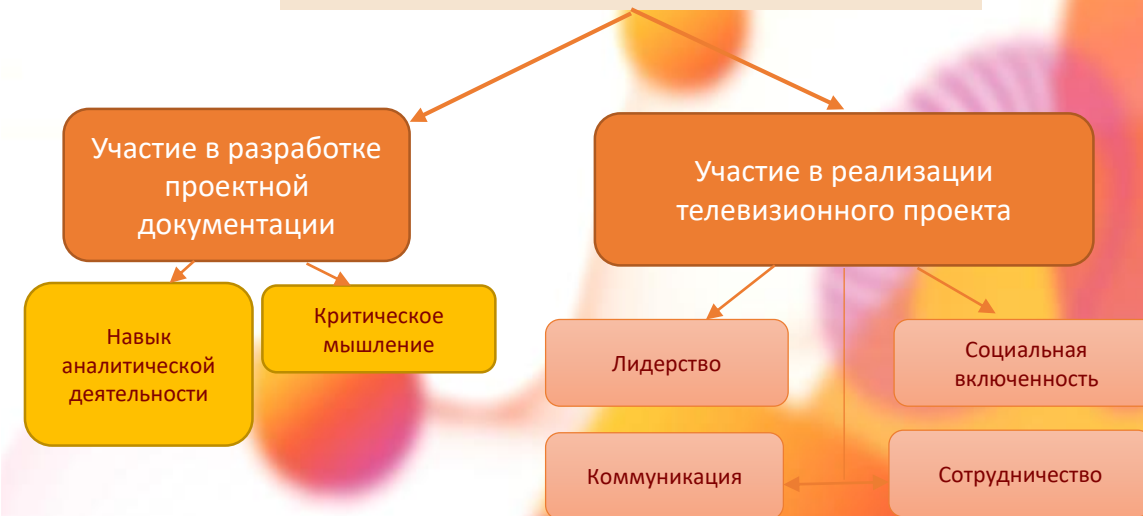 Участие в разработке
проектной
документации
Участие в реализации
телевизионного проекта
Навык
аналитической
деятельности
Критическое
мышление
Лидерство
Социальная
включенность
Коммуникация
Сотрудничество